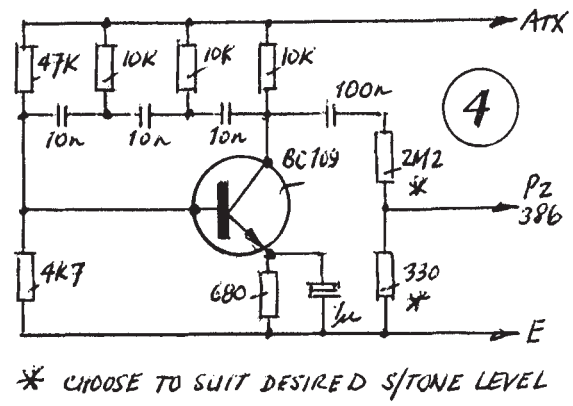 ATX
47K 10K 10K 10K
100n
4
10n 10n 10n
BC109
2M2
*
P2
386
4K7
680
1µ
330
*
E
* CHOOSE TO SUIT DESIRED S/TONE LEVEL